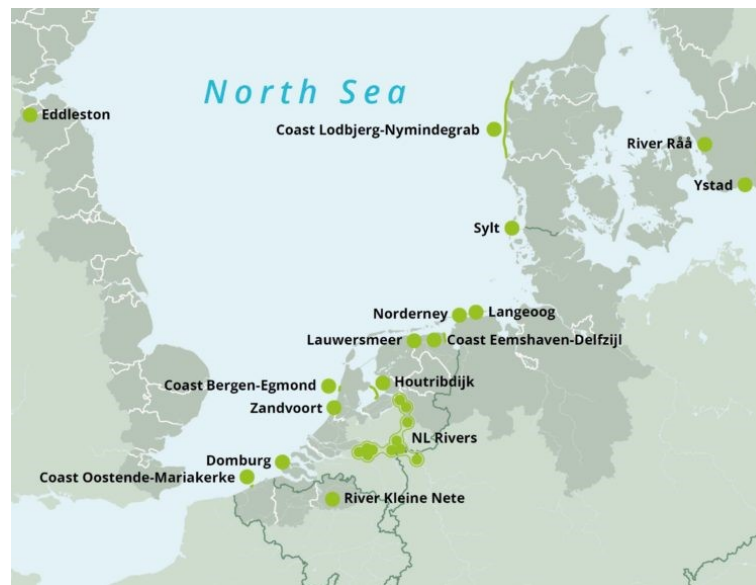 North Sea
Eddleston
Coast Lodbjerg-Nymindegrab
River Råå
Ystad
Sylt
Norderney
Langeoog
Lauwersmeer
Coast Eemshaven-Delfzijl
Coast Bergen-Egmond
Houtribdijk
Zandvoort
NL Rivers
Domburg
Coast Oostende-Mariakerke
River Kleine Nete